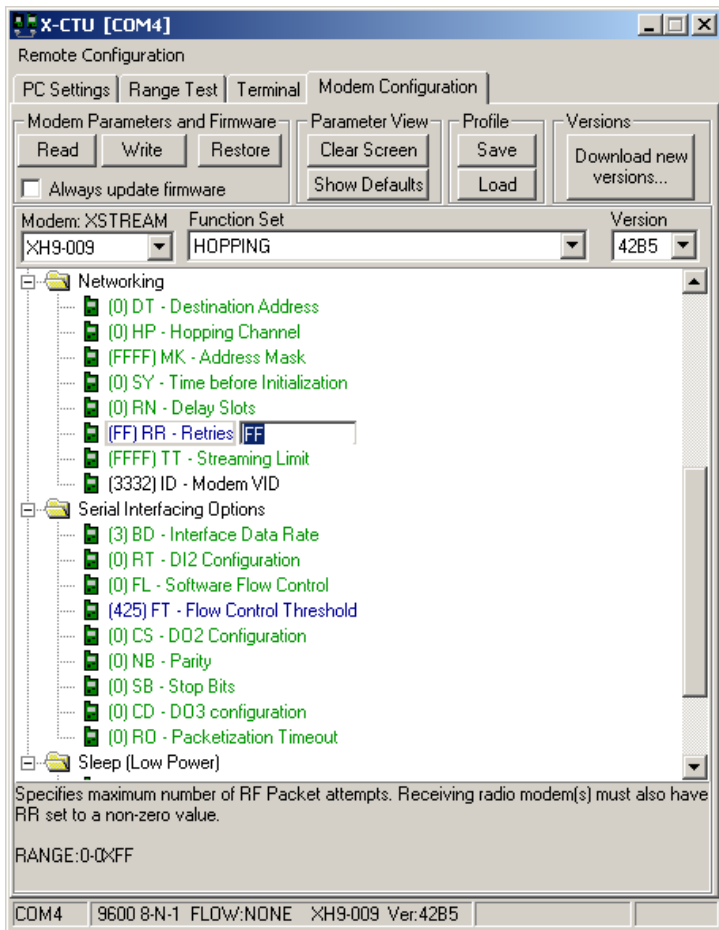 X-CTU [COM4]
Remote Configuration
PC Settings Range Test Terminal Modem Configuration
Modem Parameters and Firmware Parameter View Profile Versions
Read Write Restore Clear Screen Save Download new versions...
Always update firmware Show Defaults Load
Modem: XSTREAM Function Set Version
XH9-009 HOPPING 42B5
Networking
(0) DT - Destination Address
(0) HP - Hopping Channel
(FFFF) MK - Address Mask
(0) SY - Time before Initialization
(0) RN - Delay Slots
(FF) RR - Retries FF
(FFFF) TT - Streaming Limit
(3332) ID - Modem VID
Serial Interfacing Options
(3) BD - Interface Data Rate
(0) RT - DI2 Configuration
(0) FL - Software Flow Control
(425) FT - Flow Control Threshold
(0) CS - DO2 Configuration
(0) NB - Parity
(0) SB - Stop Bits
(0) CD - DO3 configuration
(0) RO - Packetization Timeout
Sleep (Low Power)
Specifies maximum number of RF Packet attempts. Receiving radio modem(s) must also have
RR set to a non-zero value.
RANGE:0-0XFF
COM4 9600 8-N-1 FLOW:NONE XH9-009 Ver:42B5